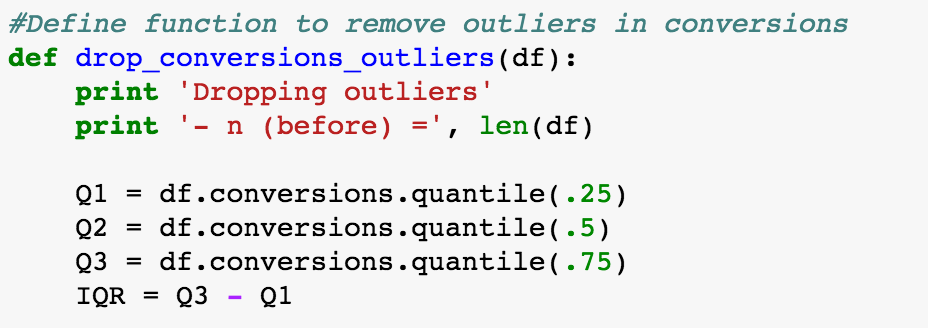 #Define function to remove outliers in conversions
def drop_conversions_outliers(df):
    print 'Dropping outliers'
    print '- n (before) =', len(df)

    Q1 = df.conversions.quantile(.25)
    Q2 = df.conversions.quantile(.5)
    Q3 = df.conversions.quantile(.75)
    IQR = Q3 - Q1